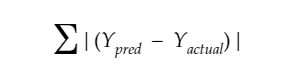 ∑ | (Y_pred − Y_actual) |